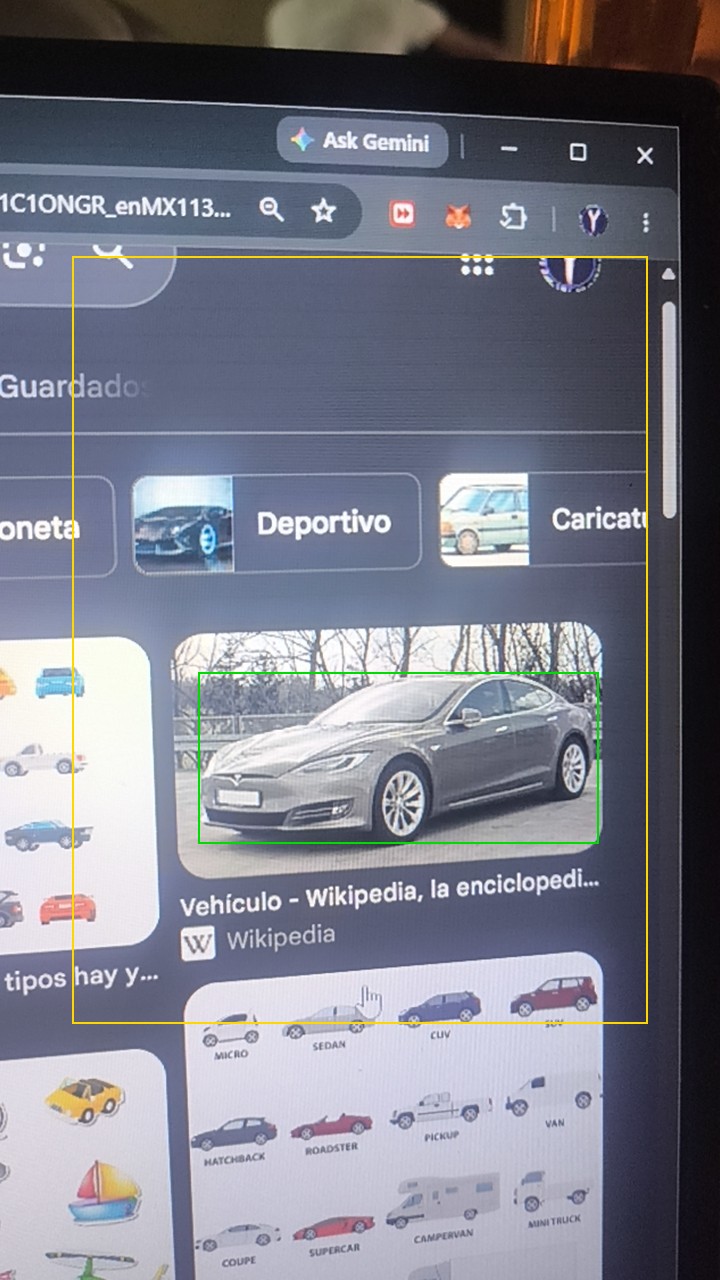 Ask Gemini
1C1ONGR_enMX113...
Guardados
oneta
Deportivo
Caricatu
Vehículo - Wikipedia, la enciclopedi...
W Wikipedia
tipos hay y...
MICRO
SEDAN
CUV
SUV
HATCHBACK
ROADSTER
PICKUP
VAN
COUPE
SUPERCAR
CAMPERVAN
MINI TRUCK